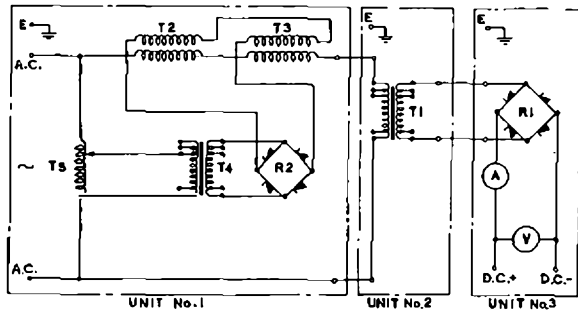 E
A.C.
T2
T3
T5
T4
R2
A.C.
UNIT No.1
E
T1
UNIT No.2
E
R1
A
V
D.C.+
D.C.-
UNIT No.3